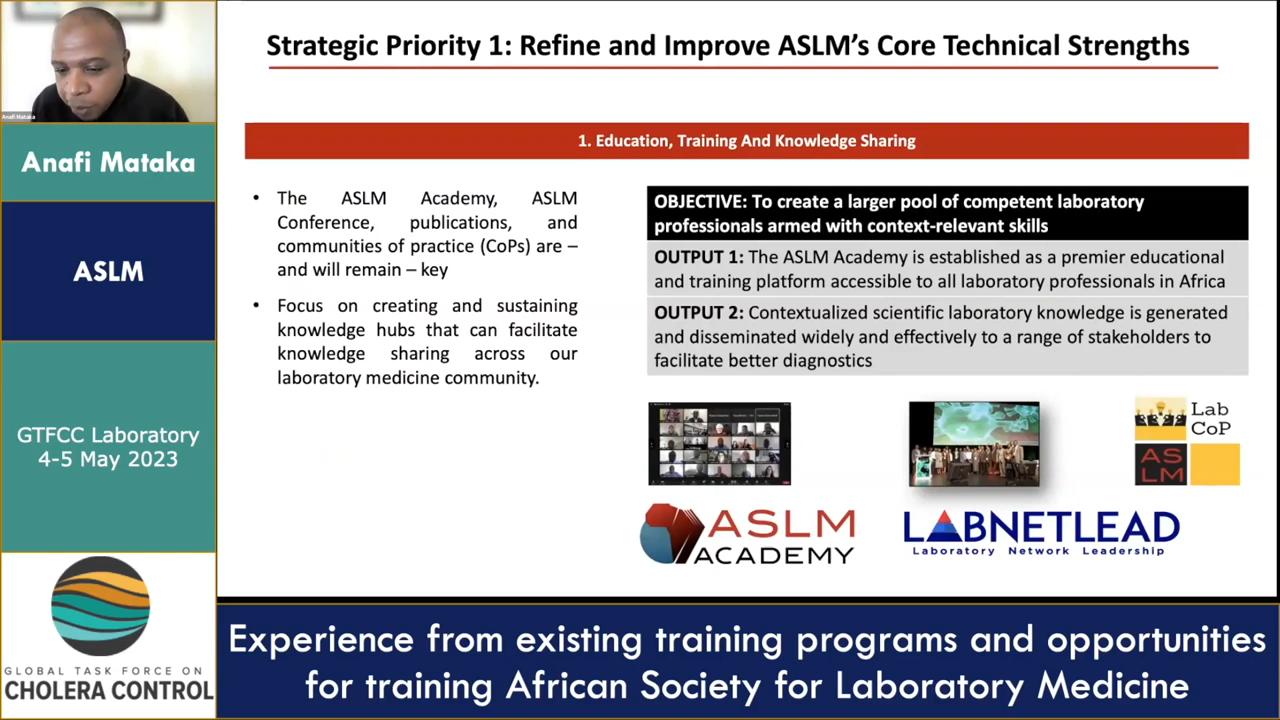 Strategic Priority 1: Refine and Improve ASLM's Core Technical Strengths
Anafi Mataka
Anafi Mataka
ASLM
GTFCC Laboratory
4-5 May 2023
GLOBAL TASK FORCE ON
CHOLERA CONTROL
1. Education, Training And Knowledge Sharing
• The ASLM Academy, ASLM
Conference, publications, and
communities of practice (CoPs) are –
and will remain – key
• Focus on creating and sustaining
knowledge hubs that can facilitate
knowledge sharing across our
laboratory medicine community.
OBJECTIVE: To create a larger pool of competent laboratory
professionals armed with context-relevant skills
OUTPUT 1: The ASLM Academy is established as a premier educational
and training platform accessible to all laboratory professionals in Africa
OUTPUT 2: Contextualized scientific laboratory knowledge is generated
and disseminated widely and effectively to a range of stakeholders to
facilitate better diagnostics
Lab
CoP
AS
LM
ASLM
ACADEMY
LABNETLEAD
Laboratory Network Leadership
Experience from existing training programs and opportunities
for training African Society for Laboratory Medicine